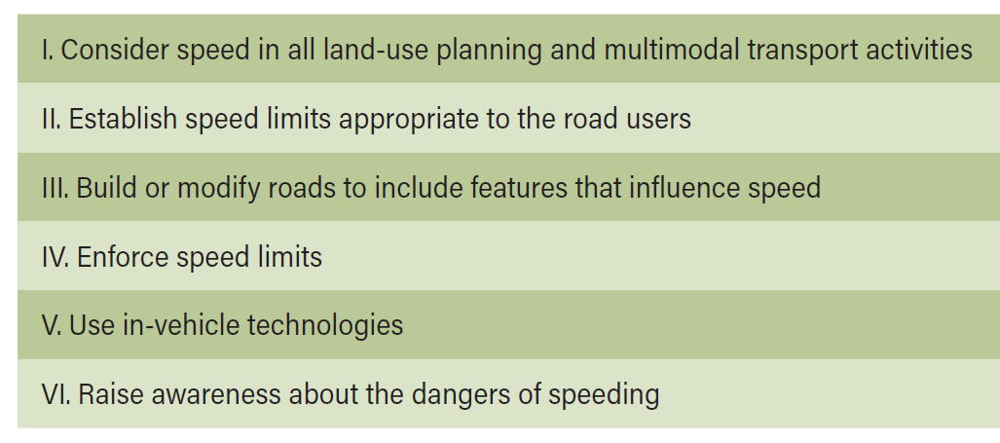 I. Consider speed in all land-use planning and multimodal transport activities
II. Establish speed limits appropriate to the road users
III. Build or modify roads to include features that influence speed
IV. Enforce speed limits
V. Use in-vehicle technologies
VI. Raise awareness about the dangers of speeding